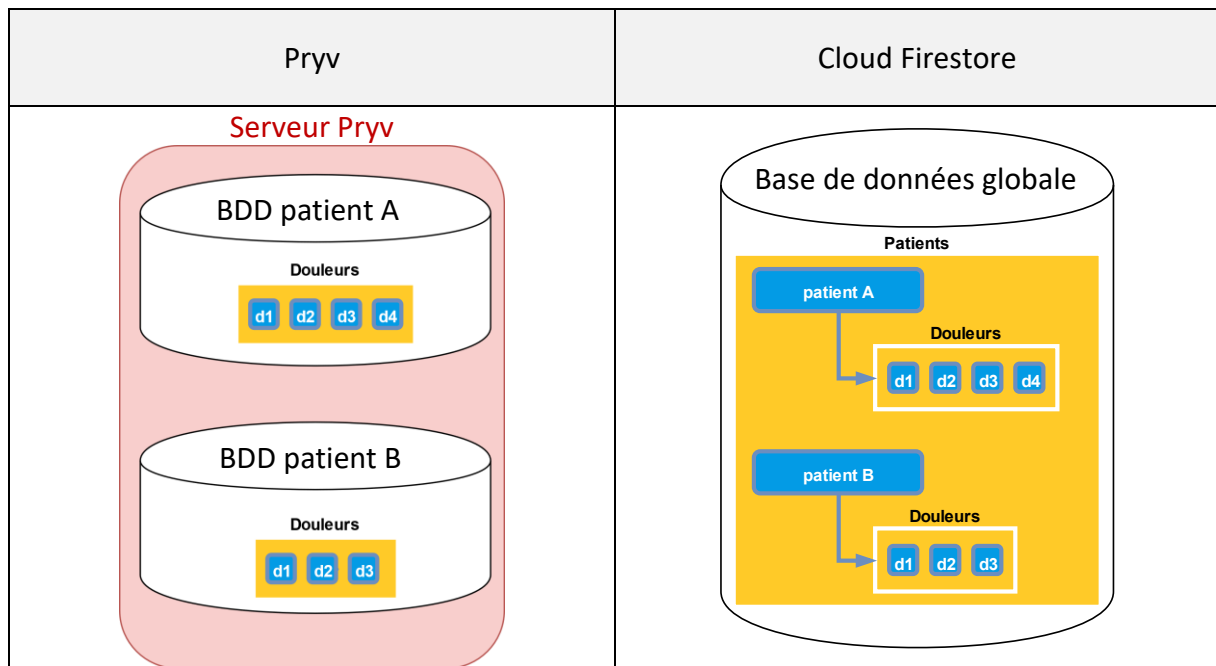 Pryv
Cloud Firestore
Serveur Pryv
BDD patient A
Douleurs
d1 d2 d3 d4
BDD patient B
Douleurs
d1 d2 d3
Base de données globale
Patients
patient A
Douleurs
d1 d2 d3 d4
patient B
Douleurs
d1 d2 d3